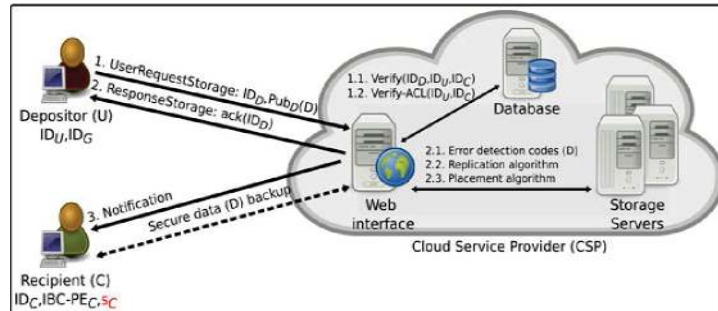 1. UserRequestStorage: ID_D,Pub_D(D)
2. ResponseStorage: ack(ID_D)
Depositor (U)
ID_U,ID_G
1.1. Verify(ID_D,ID_U,ID_C)
1.2. Verify-ACL(ID_U,ID_C)
Database
2.1. Error detection codes (D)
2.2. Replication algorithm
2.3. Placement algorithm
3. Notification
Secure data (D) backup
Web
interface
Storage
Servers
Cloud Service Provider (CSP)
Recipient (C)
ID_C,IBC-PE_C,s_C